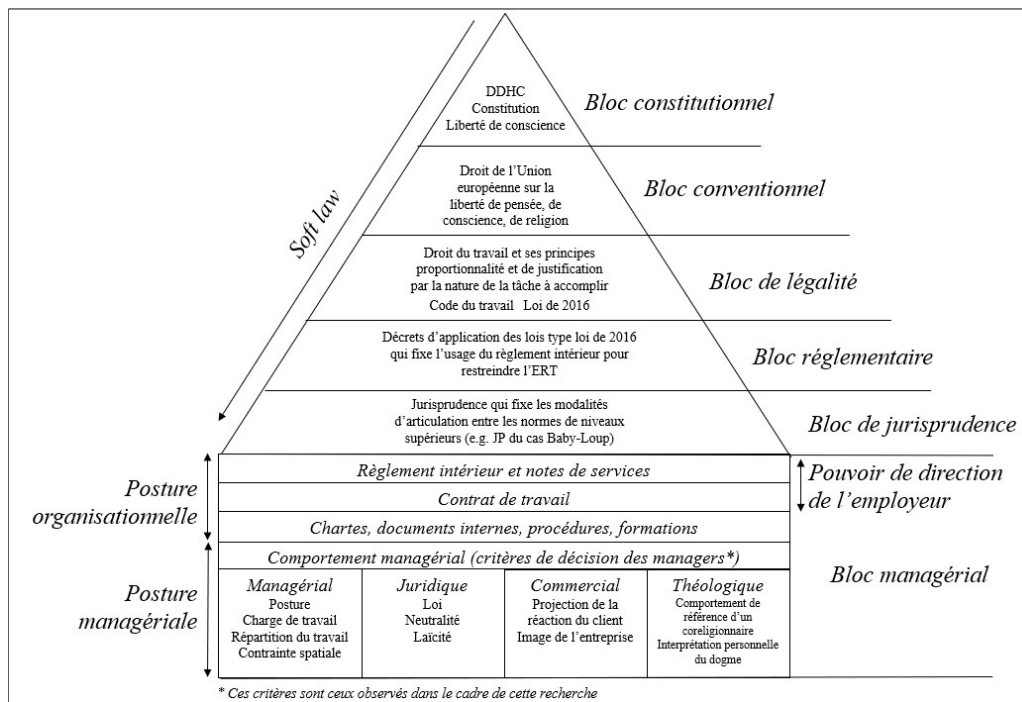 DDHC
Constitution
Liberté de conscience
Bloc constitutionnel
Droit de l'Union
européenne sur la
liberté de pensée, de
conscience, de religion
Bloc conventionnel
Soft law
Droit du travail et ses principes
proportionnalité et de justification
par la nature de la tâche à accomplir
Code du travail Loi de 2016
Bloc de légalité
Décrets d'application des lois type loi de 2016
qui fixe l'usage du règlement intérieur pour
restreindre l'ERT
Bloc réglementaire
Jurisprudence qui fixe les modalités
d'articulation entre les normes de niveaux
supérieurs (e.g. JP du cas Baby-Loup)
Bloc de jurisprudence
Posture
organisationnelle
Règlement intérieur et notes de services
Contrat de travail
Chartes, documents internes, procédures, formations
Pouvoir de direction
de l'employeur
Posture
managériale
Comportement managérial (critères de décision des managers*)
Managérial
Posture
Charge de travail
Répartition du travail
Contrainte spatiale
Juridique
Loi
Neutralité
Laïcité
Commercial
Projection de la
réaction du client
Image de l'entreprise
Théologique
Comportement de
référence d'un
coreligionnaire
Interprétation personnelle
du dogme
Bloc managérial
* Ces critères sont ceux observés dans le cadre de cette recherche